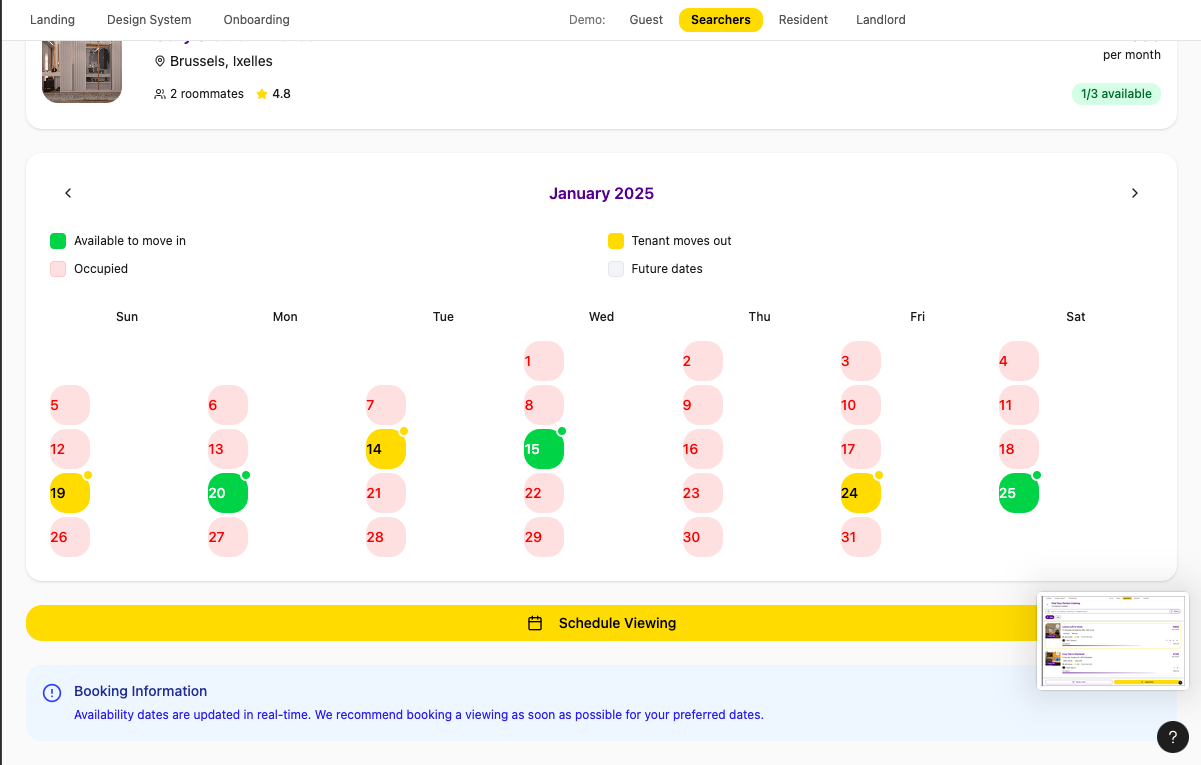 Landing Design System Onboarding Demo: Guest Searchers Resident Landlord
Brussels, Ixelles
per month
2 roommates 4.8
1/3 available
January 2025
Available to move in
Tenant moves out
Occupied
Future dates
Sun Mon Tue Wed Thu Fri Sat
1 2 3 4
5 6 7 8 9 10 11
12 13 14 15 16 17 18
19 20 21 22 23 24 25
26 27 28 29 30 31
Schedule Viewing
Booking Information
Availability dates are updated in real-time. We recommend booking a viewing as soon as possible for your preferred dates.
?